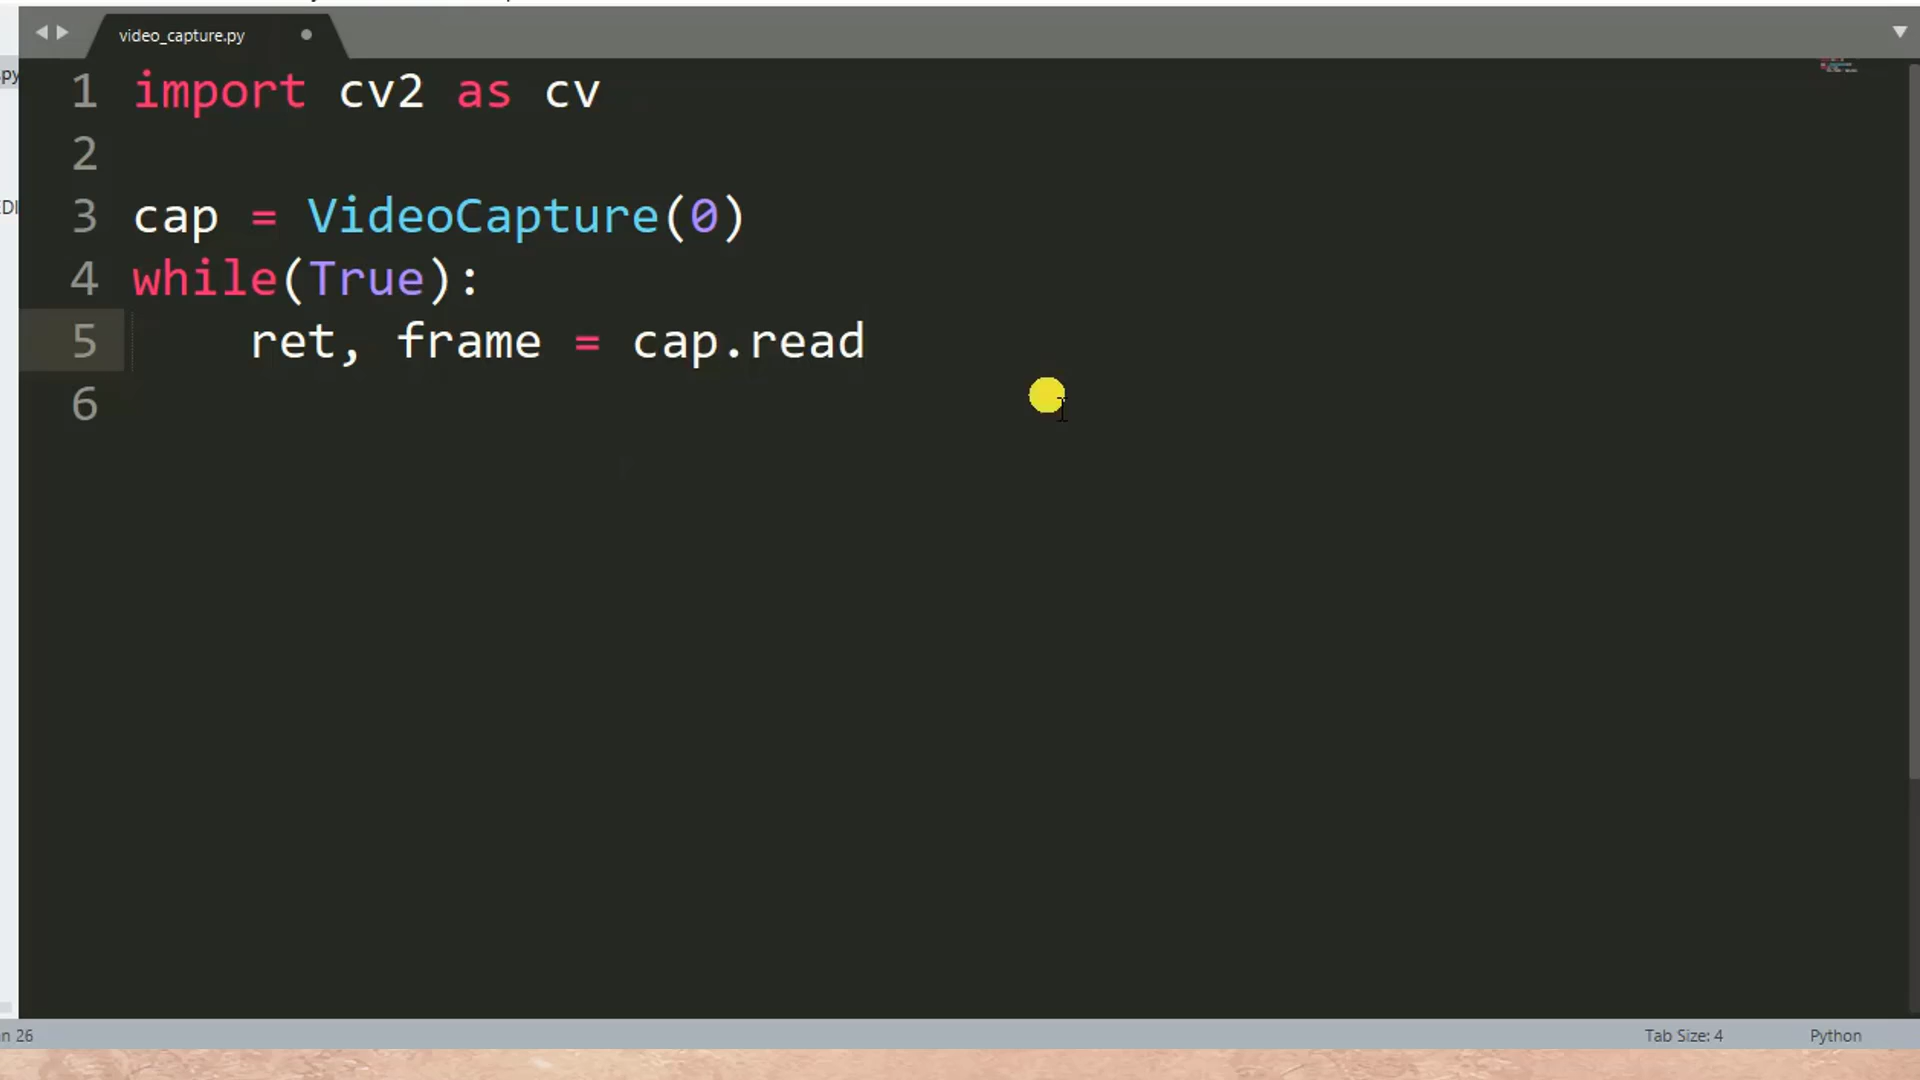 video_capture.py
py
1 import cv2 as cv
2
3 cap = VideoCapture(0)
4 while(True):
5     ret, frame = cap.read
6
n 26
Tab Size: 4
Python